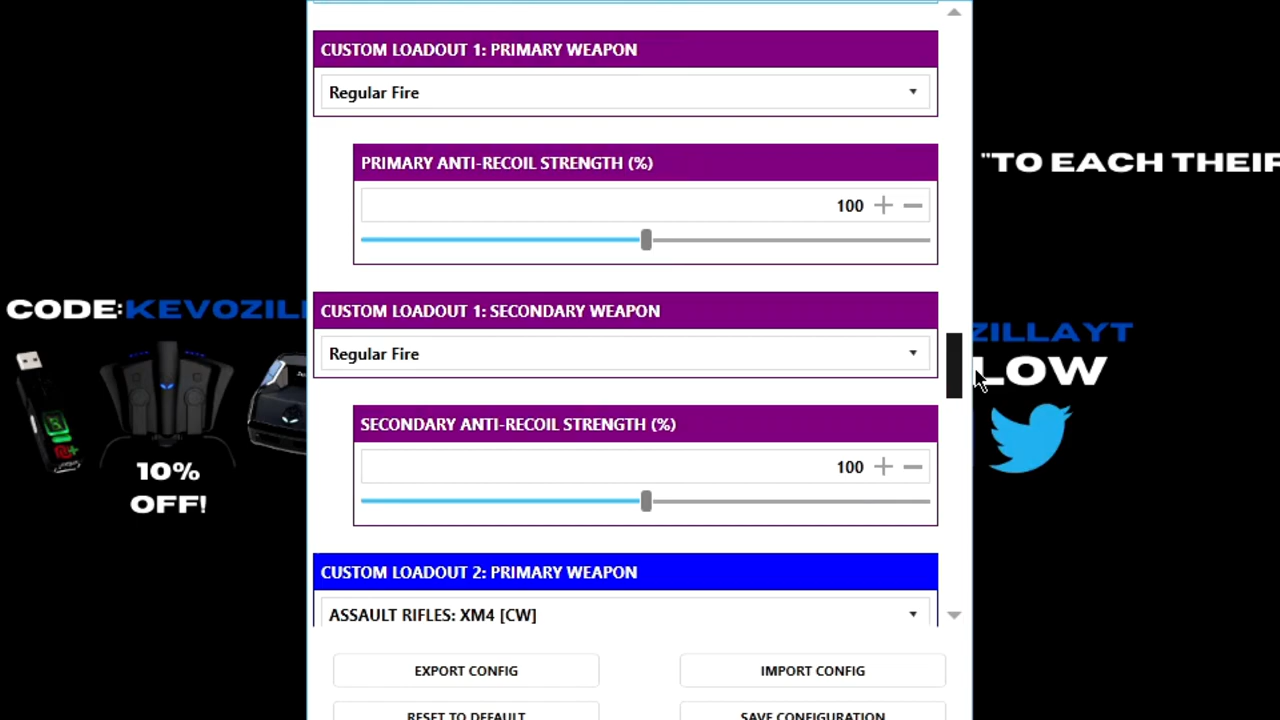 CUSTOM LOADOUT 1: PRIMARY WEAPON
Regular Fire
PRIMARY ANTI-RECOIL STRENGTH (%)
100
CUSTOM LOADOUT 1: SECONDARY WEAPON
Regular Fire
SECONDARY ANTI-RECOIL STRENGTH (%)
100
CUSTOM LOADOUT 2: PRIMARY WEAPON
ASSAULT RIFLES: XM4 [CW]
EXPORT CONFIG
IMPORT CONFIG
RESET TO DEFAULT
SAVE CONFIGURATION
CODE:KEVOZILL
10%
OFF!
"TO EACH THEIR
ZILLAYT
LOW